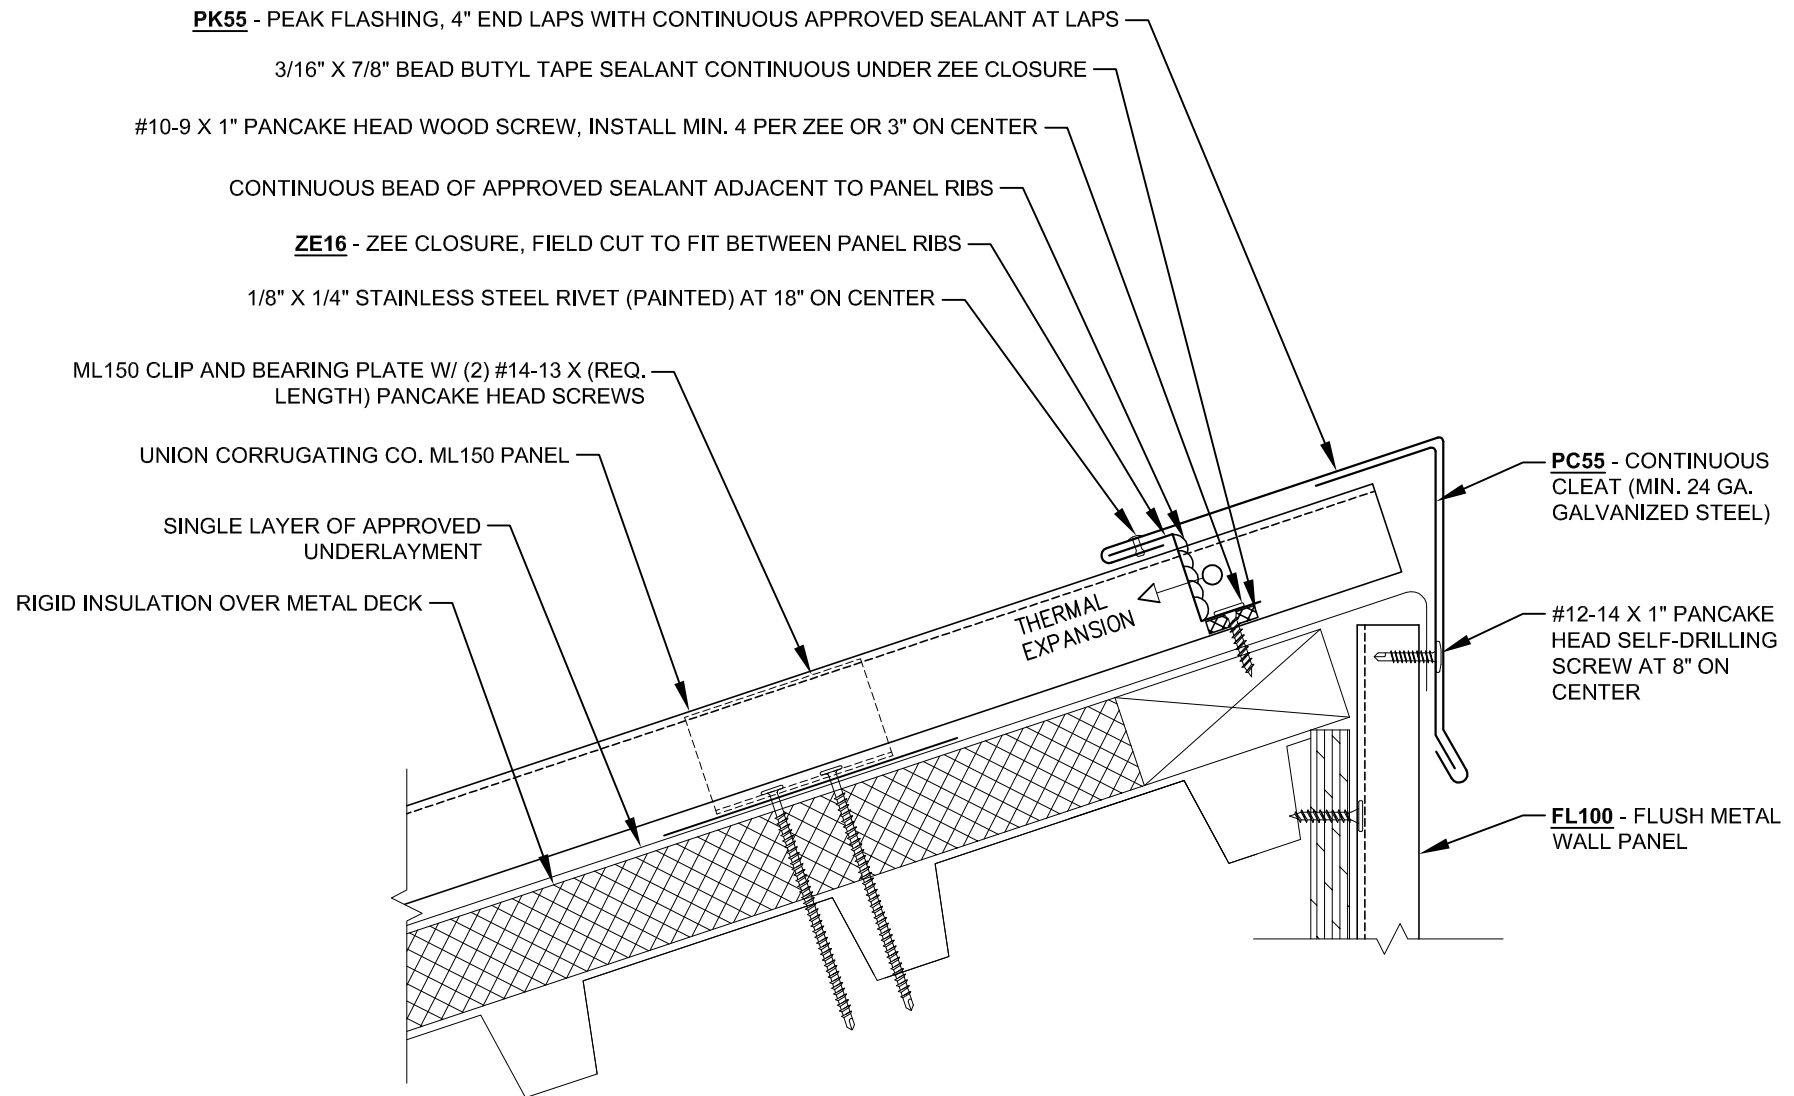 PK55 - PEAK FLASHING, 4" END LAPS WITH CONTINUOUS APPROVED SEALANT AT LAPS
3/16" X 7/8" BEAD BUTYL TAPE SEALANT CONTINUOUS UNDER ZEE CLOSURE
#10-9 X 1" PANCAKE HEAD WOOD SCREW, INSTALL MIN. 4 PER ZEE OR 3" ON CENTER
CONTINUOUS BEAD OF APPROVED SEALANT ADJACENT TO PANEL RIBS
ZE16 - ZEE CLOSURE, FIELD CUT TO FIT BETWEEN PANEL RIBS
1/8" X 1/4" STAINLESS STEEL RIVET (PAINTED) AT 18" ON CENTER
ML150 CLIP AND BEARING PLATE W/ (2) #14-13 X (REQ.
LENGTH) PANCAKE HEAD SCREWS
UNION CORRUGATING CO. ML150 PANEL
SINGLE LAYER OF APPROVED
UNDERLAYMENT
RIGID INSULATION OVER METAL DECK
THERMAL
EXPANSION
PC55 - CONTINUOUS
CLEAT (MIN. 24 GA.
GALVANIZED STEEL)
#12-14 X 1" PANCAKE
HEAD SELF-DRILLING
SCREW AT 8" ON
CENTER
FL100 - FLUSH METAL
WALL PANEL